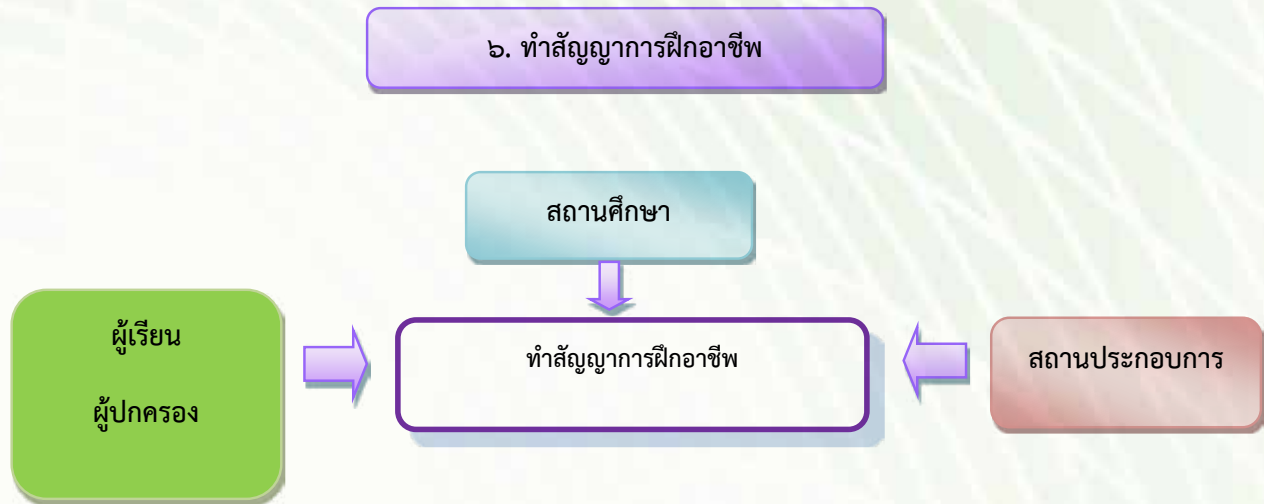 ๖. ทำสัญญาการฝึกอาชีพ
สถานศึกษา
ผู้เรียน
ผู้ปกครอง
ทำสัญญาการฝึกอาชีพ
สถานประกอบการ